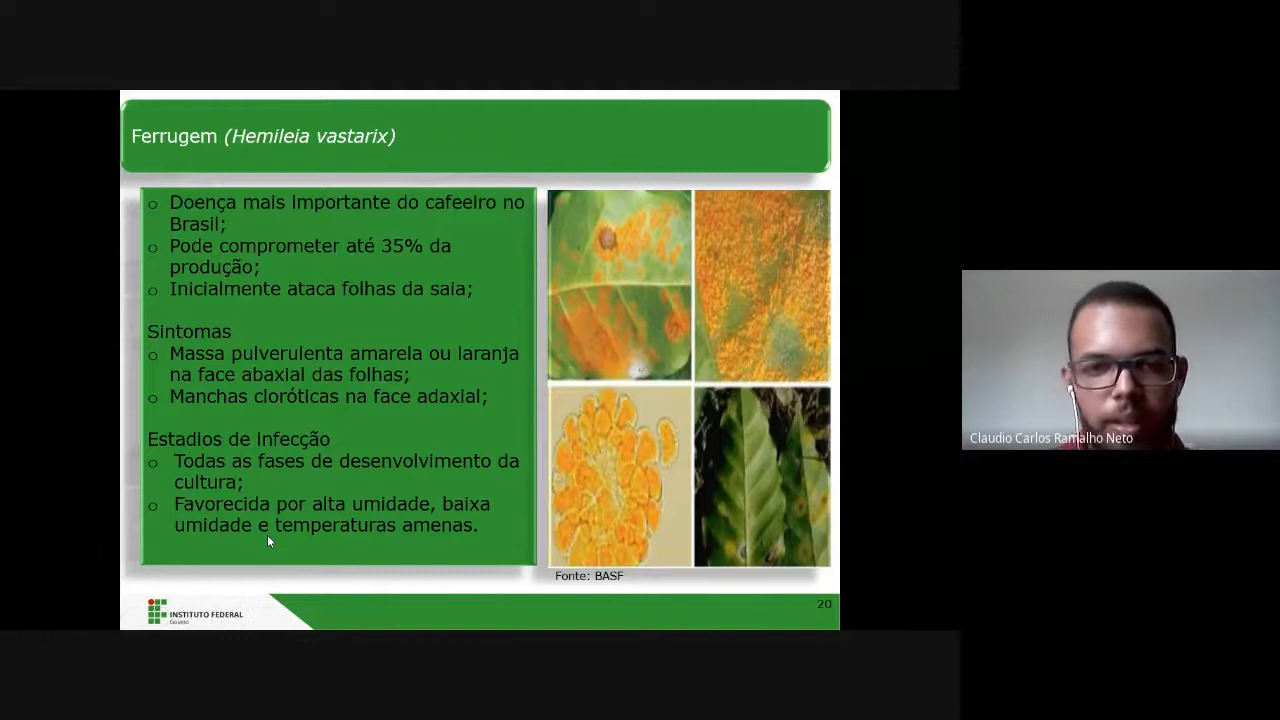 Ferrugem (Hemileia vastarix)
o Doença mais importante do cafeeiro no
Brasil;
o Pode comprometer até 35% da
produção;
o Inicialmente ataca folhas da saia;
Sintomas
o Massa pulverulenta amarela ou laranja
na face abaxial das folhas;
o Manchas cloróticas na face adaxial;
Estadios de infecção
o Todas as fases de desenvolvimento da
cultura;
o Favorecida por alta umidade, baixa
umidade e temperaturas amenas.
Fonte: BASF
20
INSTITUTO FEDERAL
Goiano
Claudio Carlos Ramalho Neto